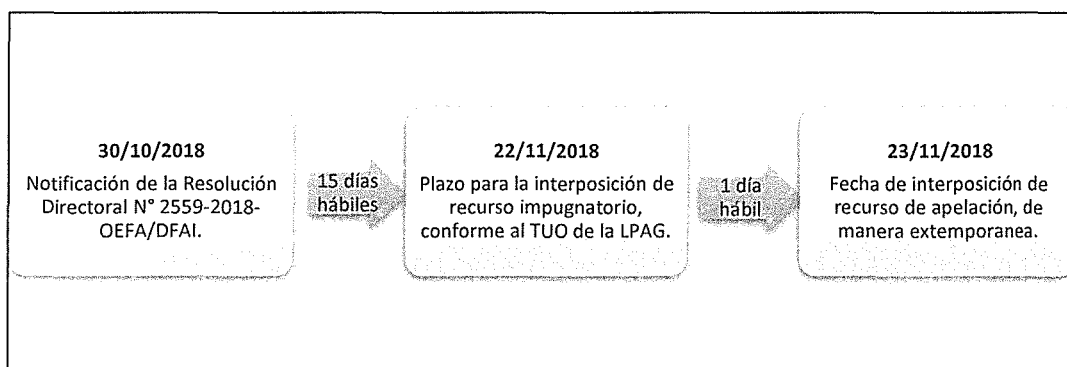 30/10/2018
Notificación de la Resolución
Directoral N° 2559-2018-
OEFA/DFAI.
15 días
hábiles
22/11/2018
Plazo para la interposición de
recurso impugnatorio,
conforme al TUO de la LPAG.
1 día
hábil
23/11/2018
Fecha de interposición de
recurso de apelación, de
manera extemporanea.